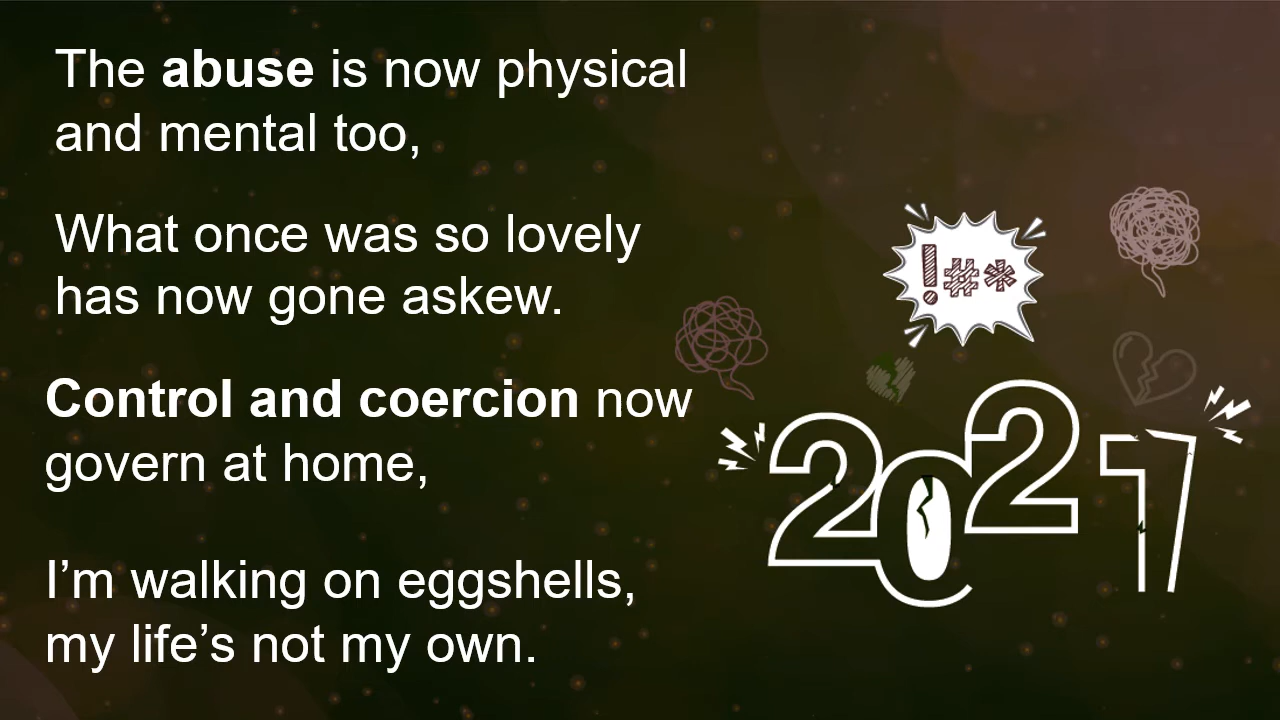 The abuse is now physical
and mental too,
What once was so lovely
has now gone askew.
Control and coercion now
govern at home,
I’m walking on eggshells,
my life’s not my own.
!#*
2021